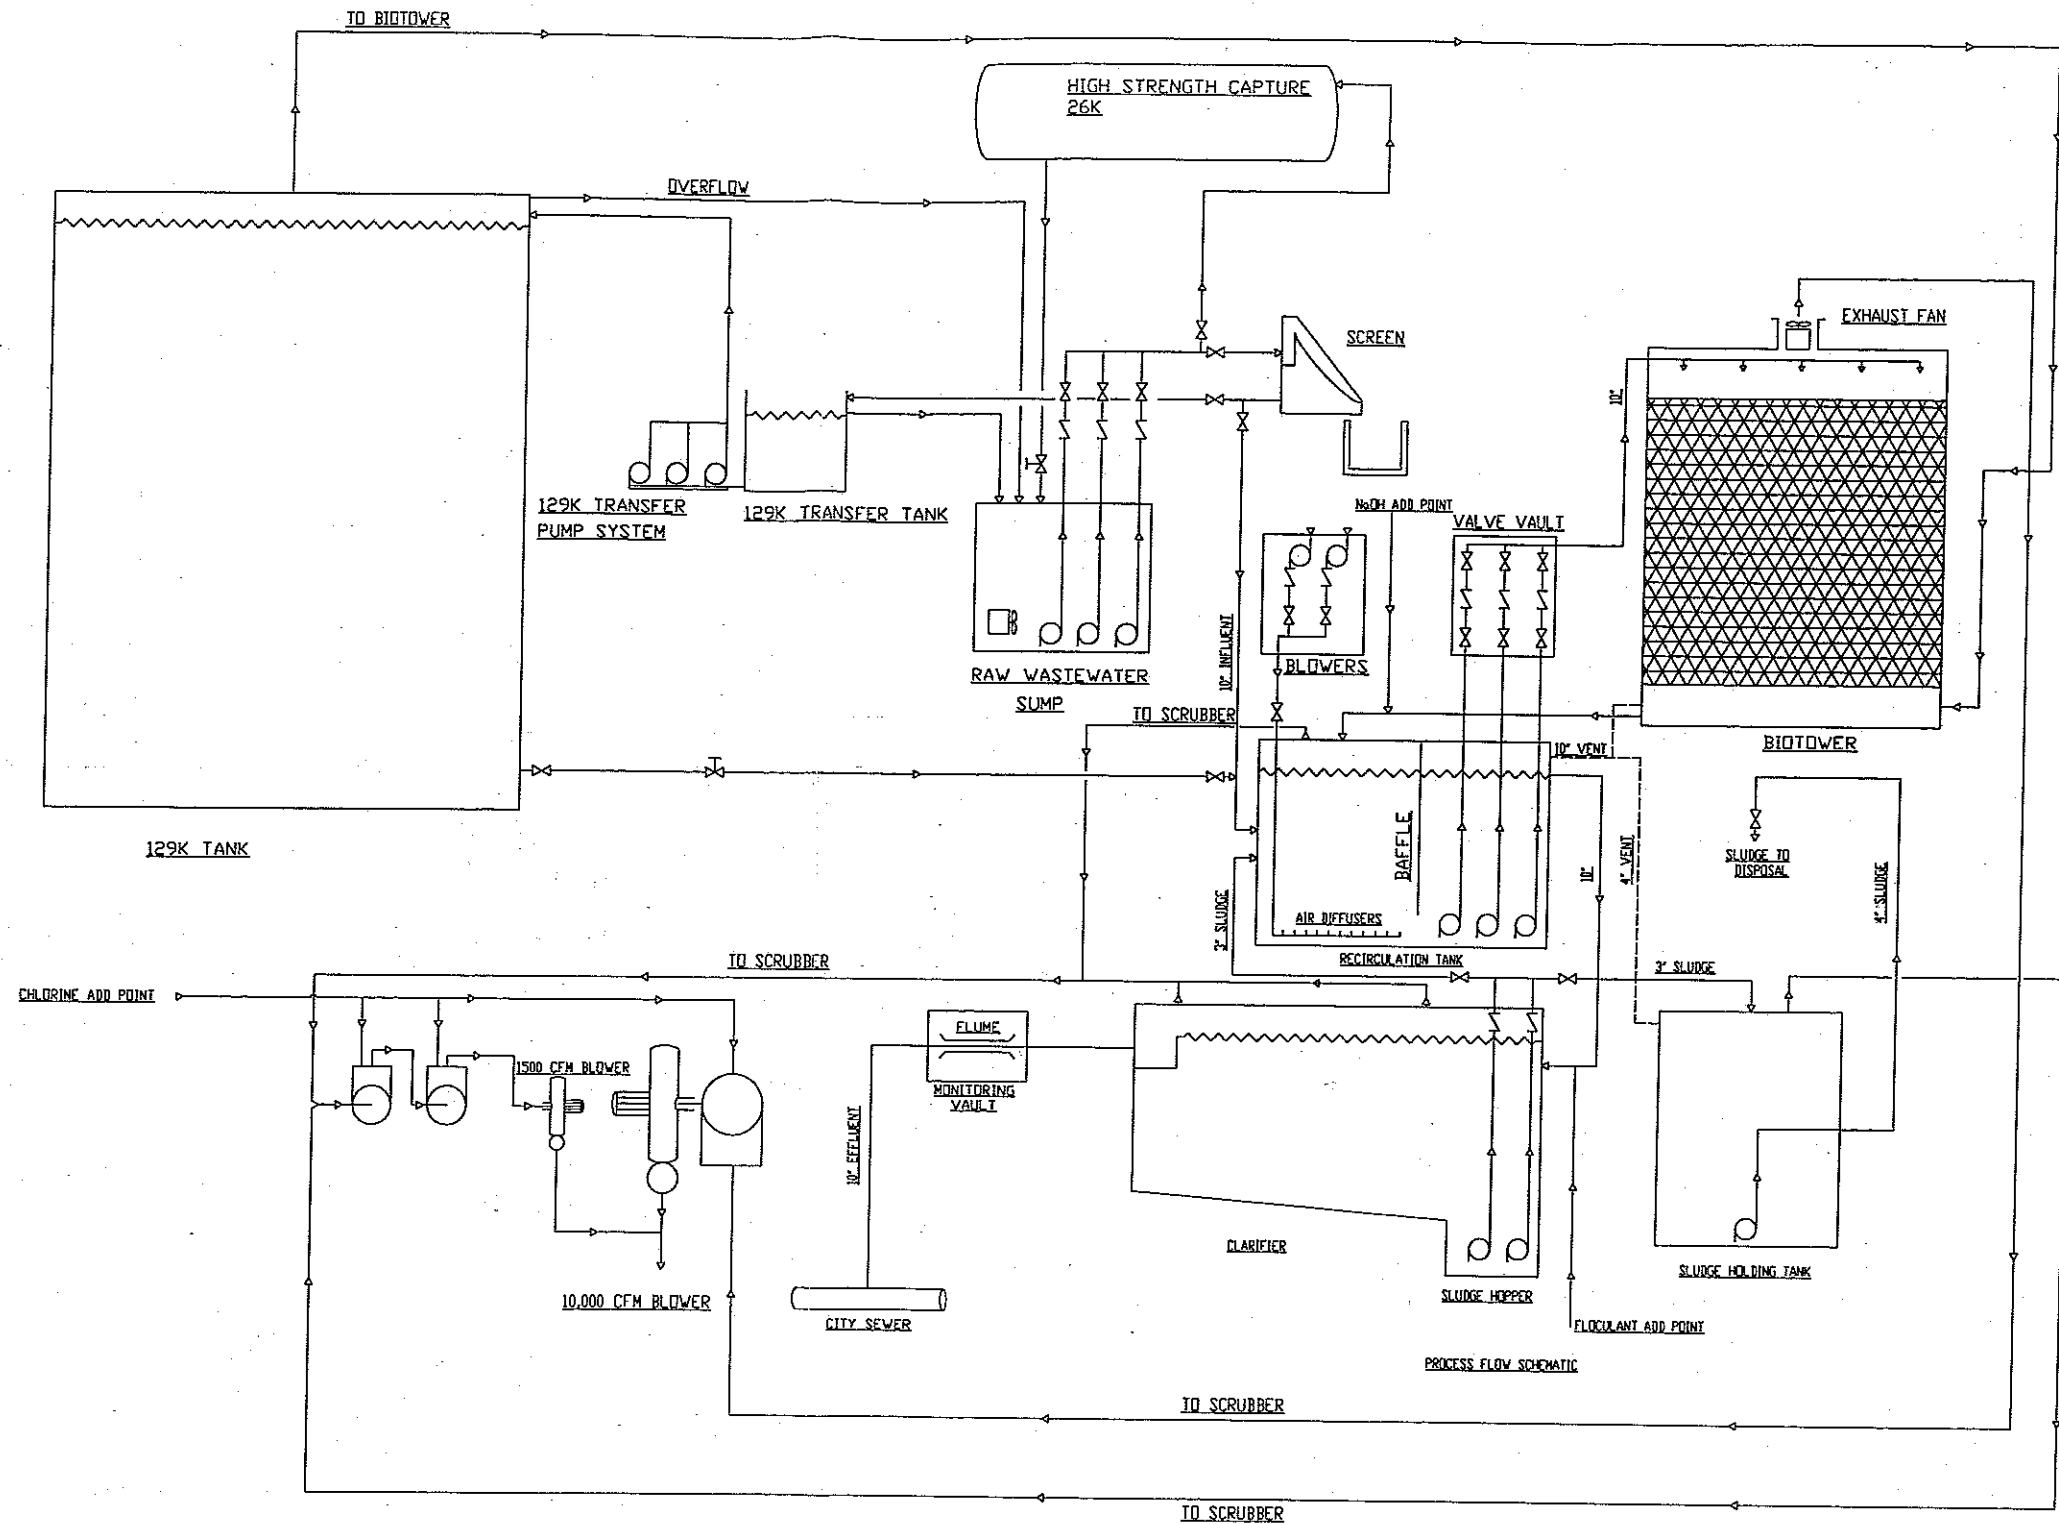 TO BIOTOWER
HIGH STRENGTH CAPTURE
26K
OVERFLOW
EXHAUST FAN
SCREEN
10"
129K TRANSFER
PUMP SYSTEM
129K TRANSFER TANK
NaOH ADD POINT
VALVE VAULT
10" INFLUENT
BLOWERS
RAW WASTEWATER
SUMP
TO SCRUBBER
10" VENT
BIOTOWER
129K TANK
BAFFLE
SLUDGE TO
DISPOSAL
10"
4" VENT
4" SLUDGE
3" SLUDGE
AIR DIFFUSERS
RECIRCULATION TANK
TO SCRUBBER
3" SLUDGE
CHLORINE ADD POINT
FLUME
1500 CFM BLOWER
MONITORING
VAULT
10" EFFLUENT
CLARIFIER
SLUDGE HOLDING TANK
10,000 CFM BLOWER
SLUDGE HOPPER
CITY SEWER
FLOCULANT ADD POINT
PROCESS FLOW SCHEMATIC
TO SCRUBBER
TO SCRUBBER